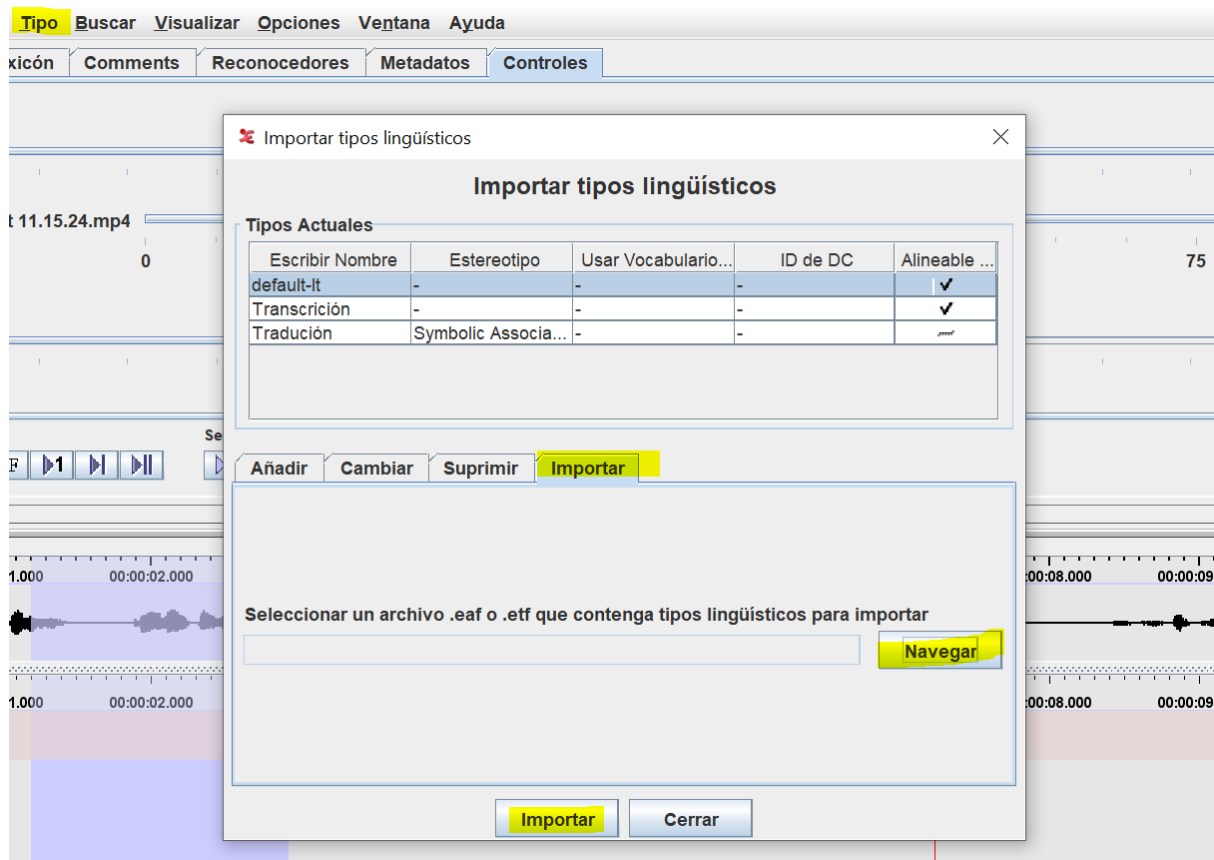 Tipo Buscar Visualizar Opciones Ventana Ayuda
xicón Comments Reconocedores Metadatos Controles
Importar tipos lingüísticos
Importar tipos lingüísticos
t 11.15.24.mp4
0
75
Tipos Actuales
Escribir Nombre Estereotipo Usar Vocabulario... ID de DC Alineable ...
default-lt - - -
Transcrición - - -
Tradución Symbolic Associa... - -
Se
F 1
Añadir Cambiar Suprimir Importar
1.000 00:00:02.000 00:08.000 00:00:09
Seleccionar un archivo .eaf o .etf que contenga tipos lingüísticos para importar
Navegar
1.000 00:00:02.000 00:08.000 00:00:09
Importar Cerrar